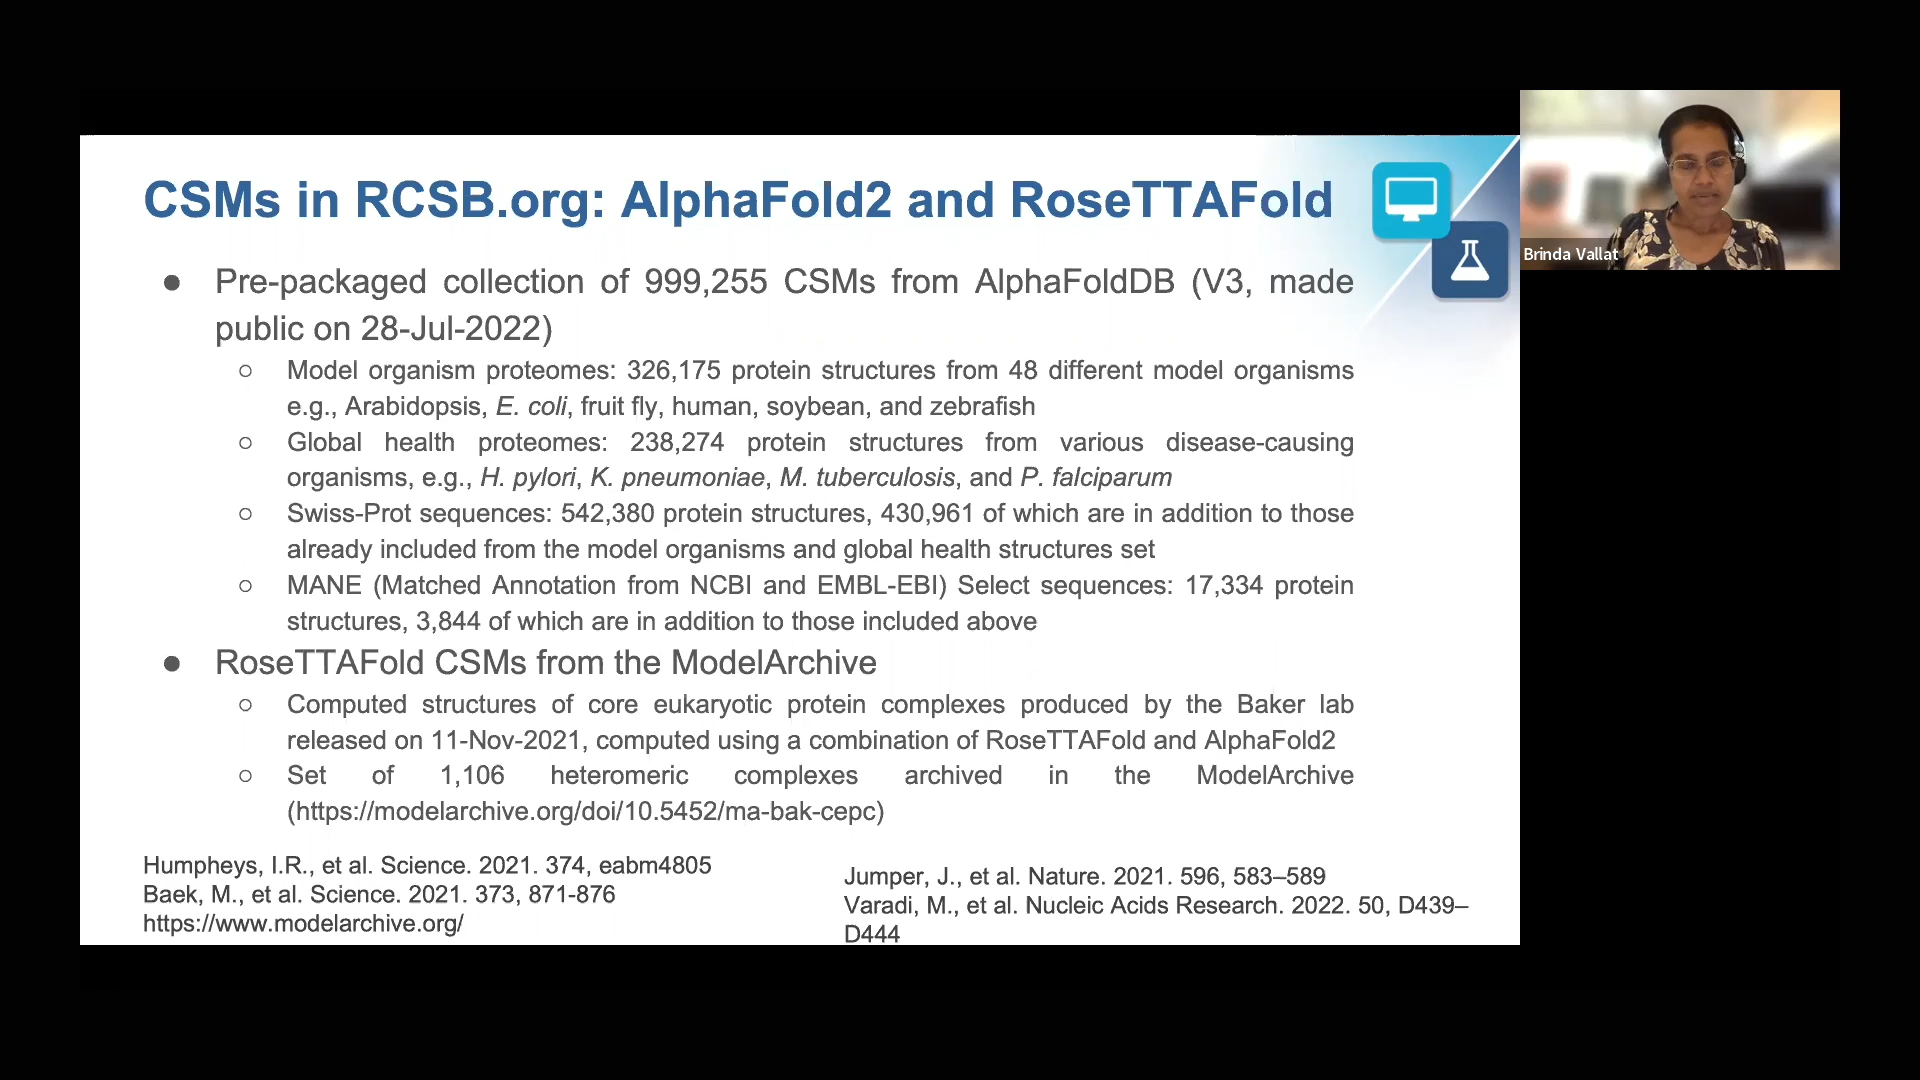 CSMs in RCSB.org: AlphaFold2 and RoseTTAFold
● Pre-packaged collection of 999,255 CSMs from AlphaFoldDB (V3, made
public on 28-Jul-2022)
○ Model organism proteomes: 326,175 protein structures from 48 different model organisms
e.g., Arabidopsis, E. coli, fruit fly, human, soybean, and zebrafish
○ Global health proteomes: 238,274 protein structures from various disease-causing
organisms, e.g., H. pylori, K. pneumoniae, M. tuberculosis, and P. falciparum
○ Swiss-Prot sequences: 542,380 protein structures, 430,961 of which are in addition to those
already included from the model organisms and global health structures set
○ MANE (Matched Annotation from NCBI and EMBL-EBI) Select sequences: 17,334 protein
structures, 3,844 of which are in addition to those included above
● RoseTTAFold CSMs from the ModelArchive
○ Computed structures of core eukaryotic protein complexes produced by the Baker lab
released on 11-Nov-2021, computed using a combination of RoseTTAFold and AlphaFold2
○ Set of 1,106 heteromeric complexes archived in the ModelArchive
(https://modelarchive.org/doi/10.5452/ma-bak-cepc)
Humpheys, I.R., et al. Science. 2021. 374, eabm4805
Baek, M., et al. Science. 2021. 373, 871-876
https://www.modelarchive.org/
Jumper, J., et al. Nature. 2021. 596, 583–589
Varadi, M., et al. Nucleic Acids Research. 2022. 50, D439–
D444
Brinda Vallat